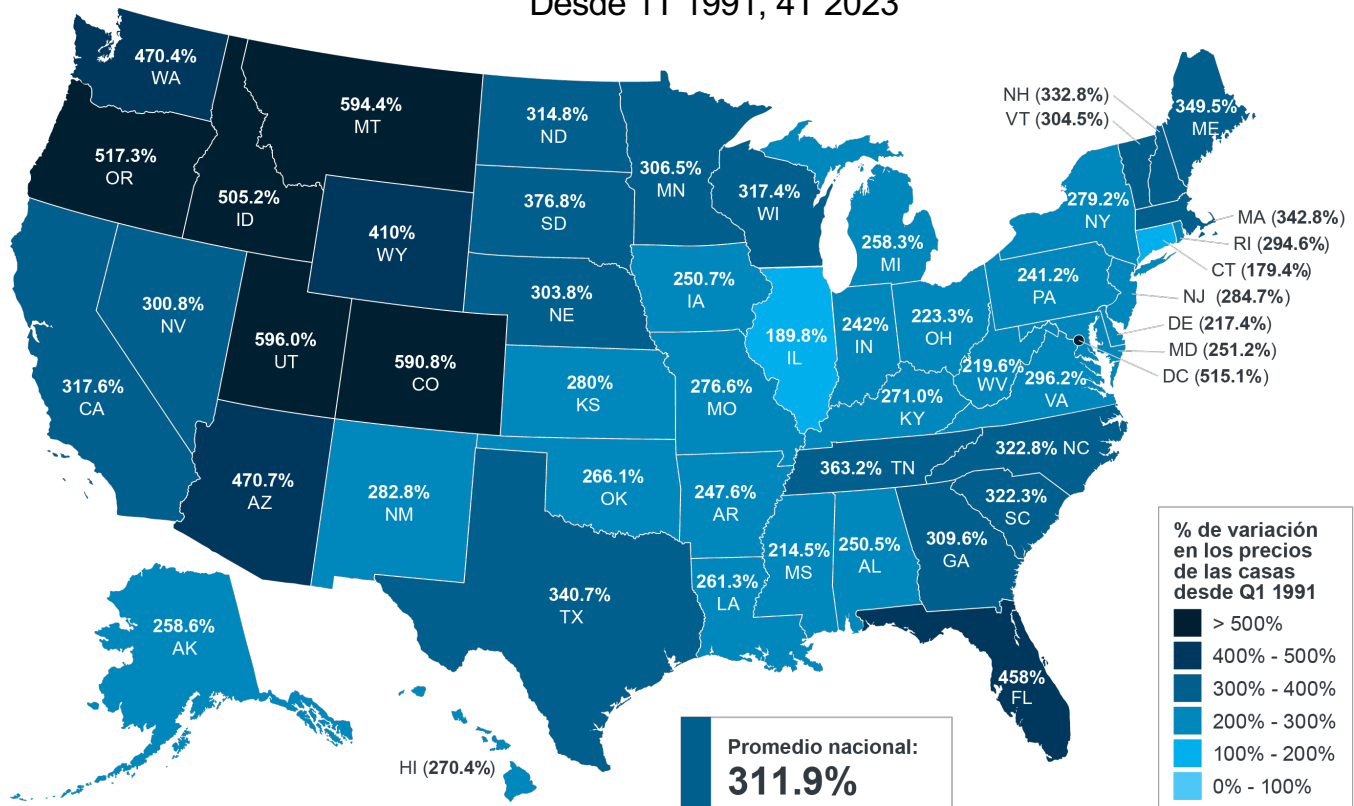 Desde 1T 1991, 4T 2023
470.4%
WA
594.4%
MT
314.8%
ND
306.5%
MN
317.4%
WI
258.3%
MI
279.2%
NY
NH (332.8%)
VT (304.5%)
349.5%
ME
517.3%
OR
505.2%
ID
410%
WY
376.8%
SD
250.7%
IA
303.8%
NE
MA (342.8%)
RI (294.6%)
CT (179.4%)
NJ (284.7%)
DE (217.4%)
MD (251.2%)
DC (515.1%)
300.8%
NV
596.0%
UT
590.8%
CO
280%
KS
276.6%
MO
189.8%
IL
242%
IN
223.3%
OH
241.2%
PA
219.6%
WV
296.2%
VA
271.0%
KY
317.6%
CA
470.7%
AZ
282.8%
NM
266.1%
OK
247.6%
AR
363.2% TN
322.8% NC
322.3%
SC
309.6%
GA
250.5%
AL
214.5%
MS
261.3%
LA
340.7%
TX
458%
FL
258.6%
AK
HI (270.4%)
Promedio nacional:
311.9%
% de variación
en los precios
de las casas
desde Q1 1991
> 500%
400% - 500%
300% - 400%
200% - 300%
100% - 200%
0% - 100%